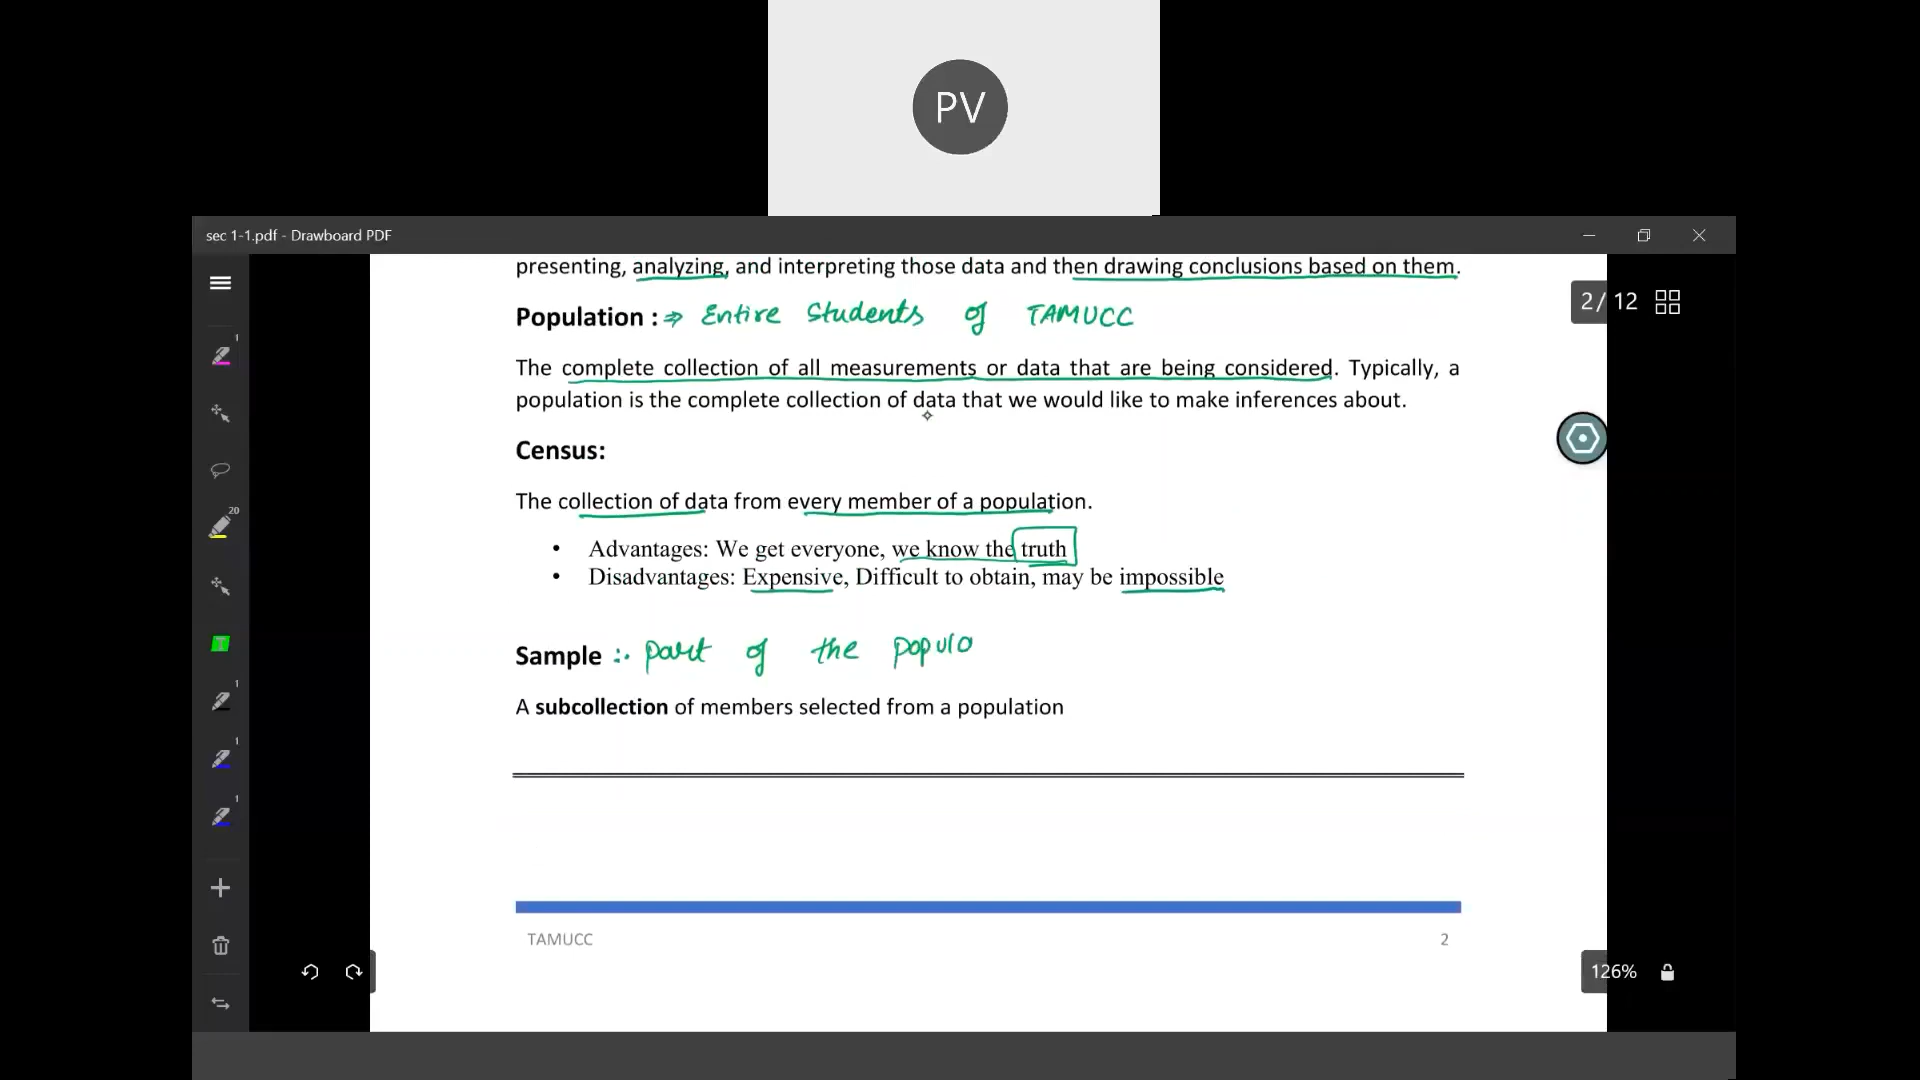 PV
sec 1-1.pdf - Drawboard PDF
presenting, analyzing, and interpreting those data and then drawing conclusions based on them.
2/12
Population : ⇒ Entire Students of TAMUCC
The complete collection of all measurements or data that are being considered. Typically, a
population is the complete collection of data that we would like to make inferences about.
Census:
The collection of data from every member of a population.
• Advantages: We get everyone, we know the truth
• Disadvantages: Expensive, Difficult to obtain, may be impossible
Sample :. part of the populo
A subcollection of members selected from a population
TAMUCC 2
126%
1
20
T
1
1
1